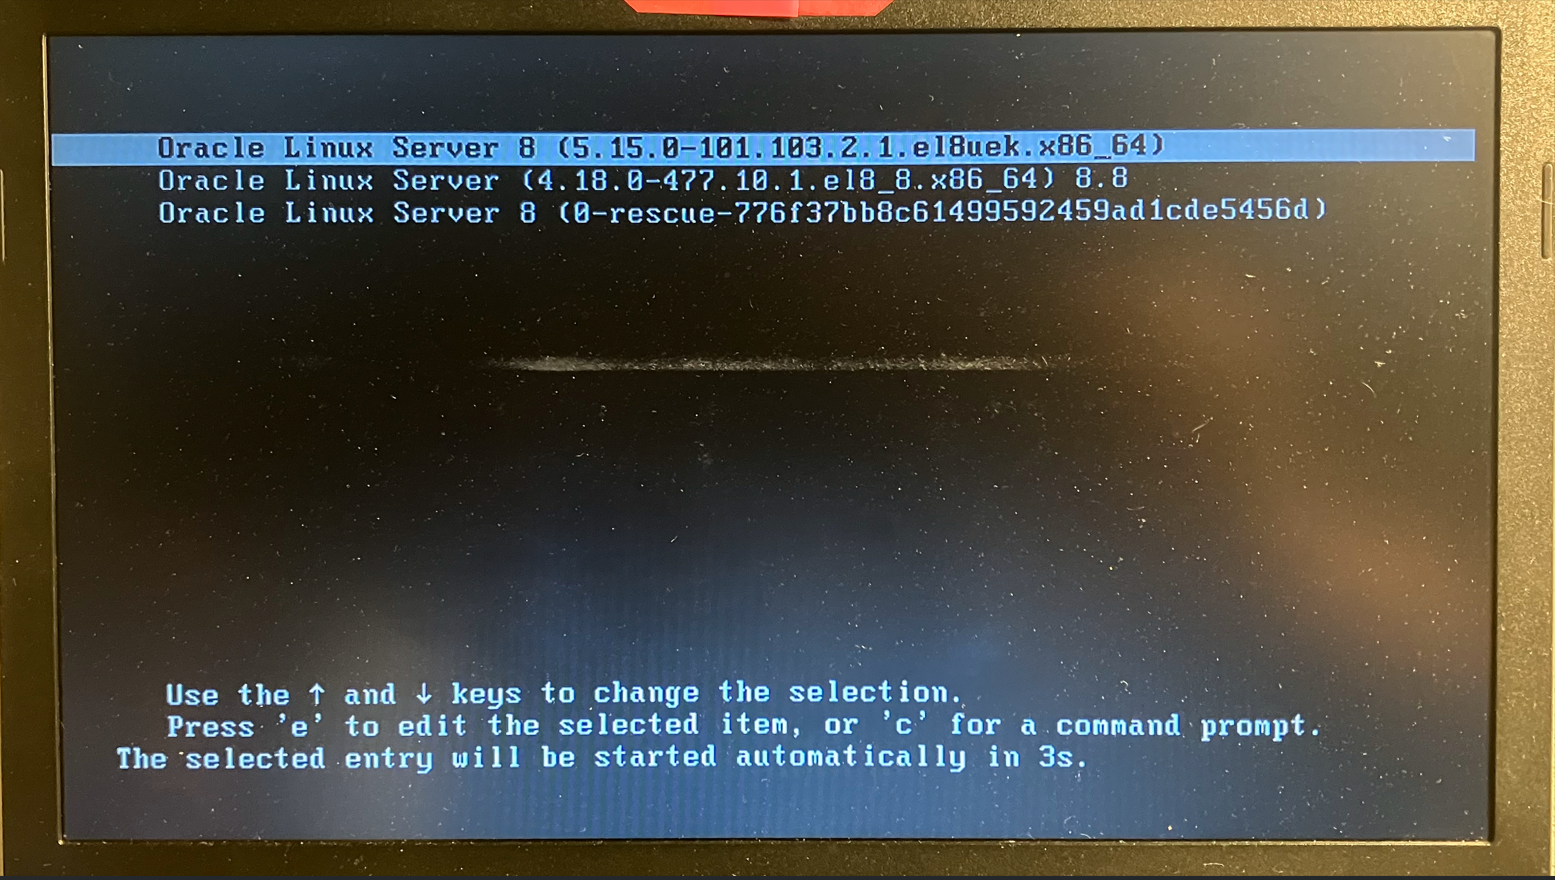 Oracle Linux Server 8 (5.15.0-101.103.2.1.el8uek.x86_64)
Oracle Linux Server (4.18.0-477.10.1.el8_8.x86_64) 8.8
Oracle Linux Server 8 (0-rescue-776f37bb8c61499592459ad1cde5456d)
Use the ↑ and ↓ keys to change the selection.
Press 'e' to edit the selected item, or 'c' for a command prompt.
The selected entry will be started automatically in 3s.